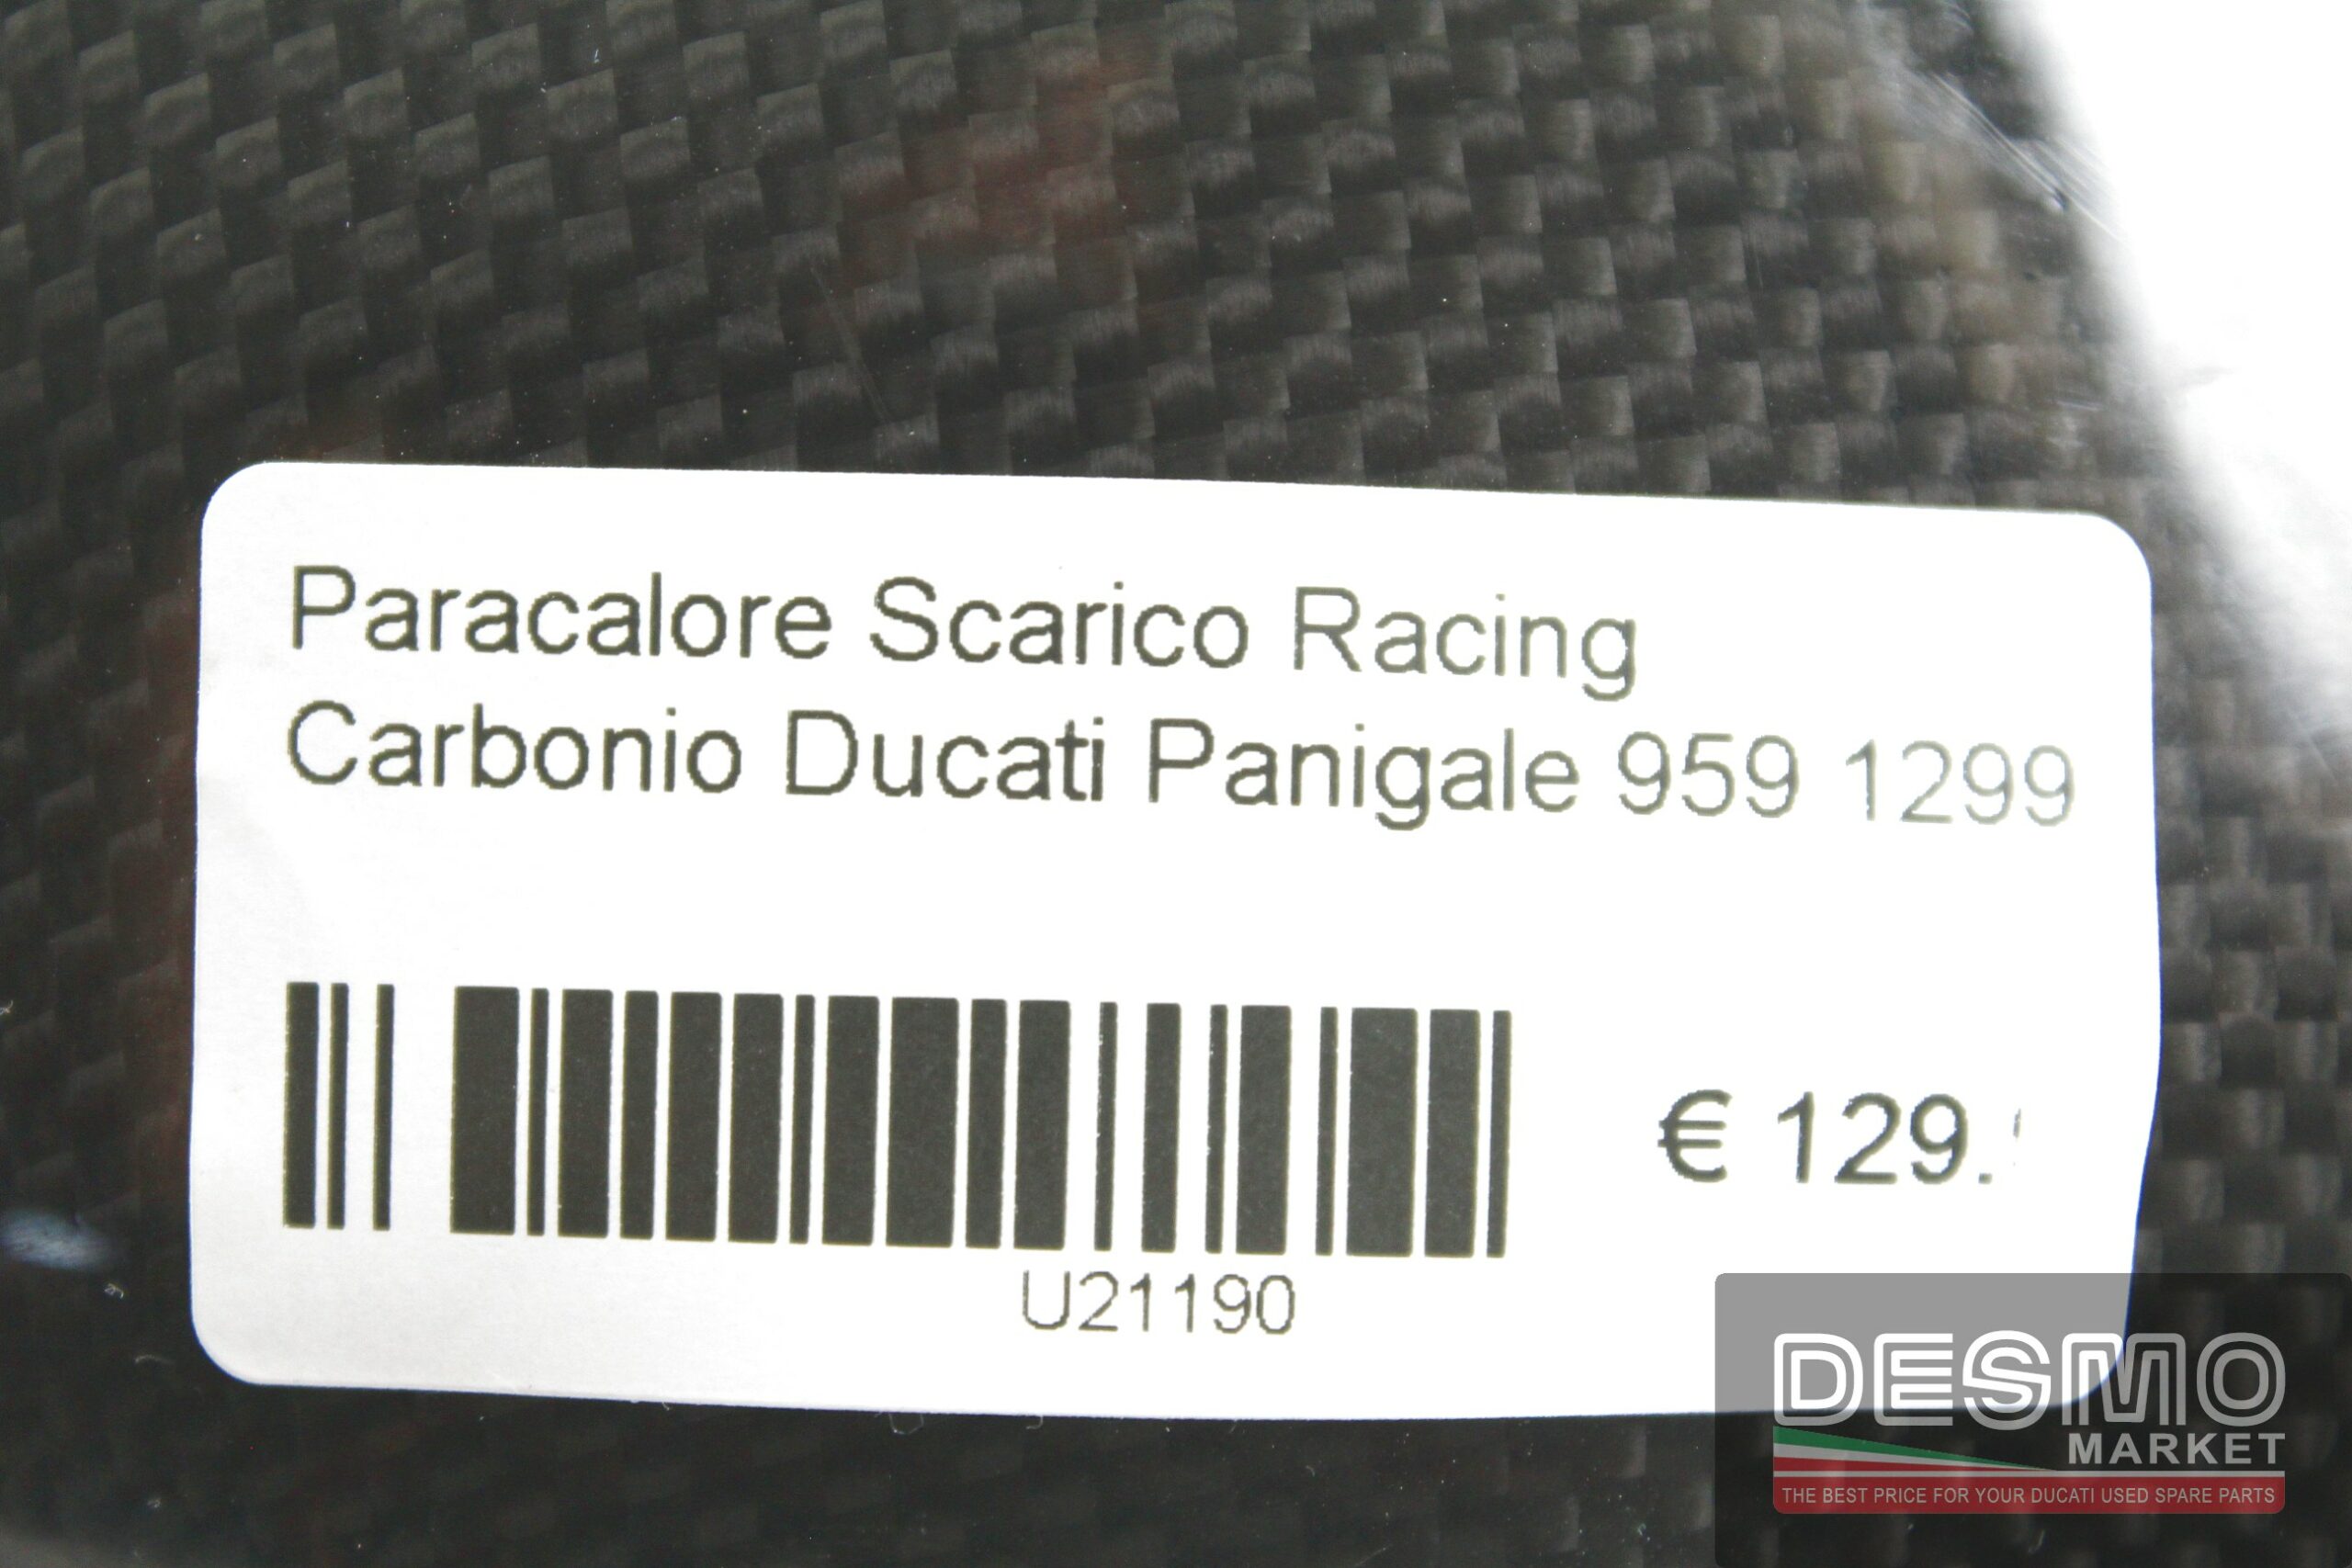 Paracalore Scarico Racing
Carbonio Ducati Panigale 959 1299
€ 129.
U21190
DESMO
MARKET
THE BEST PRICE FOR YOUR DUCATI USED SPARE PARTS